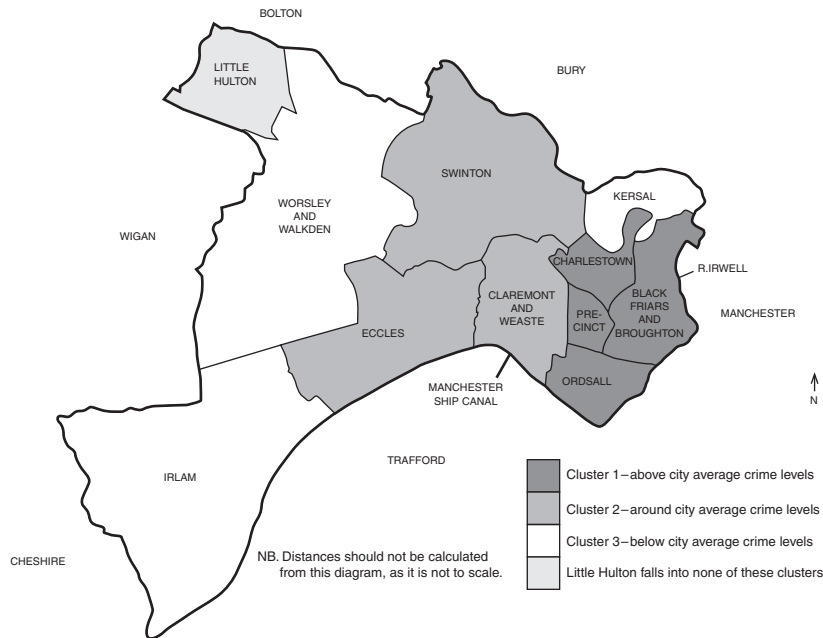 BOLTON
LITTLE
HULTON
BURY
SWINTON
KERSAL
WORSLEY
AND
WALKDEN
WIGAN
CHARLESTOWN
R.IRWELL
CLAREMONT
AND
WEASTE
BLACK
FRIARS
AND
BROUGHTON
PRE-
CINCT
MANCHESTER
ECCLES
ORDSALL
MANCHESTER
SHIP CANAL
N
TRAFFORD
IRLAM
CHESHIRE
Cluster 1–above city average crime levels
Cluster 2–around city average crime levels
Cluster 3–below city average crime levels
Little Hulton falls into none of these clusters
NB. Distances should not be calculated
from this diagram, as it is not to scale.